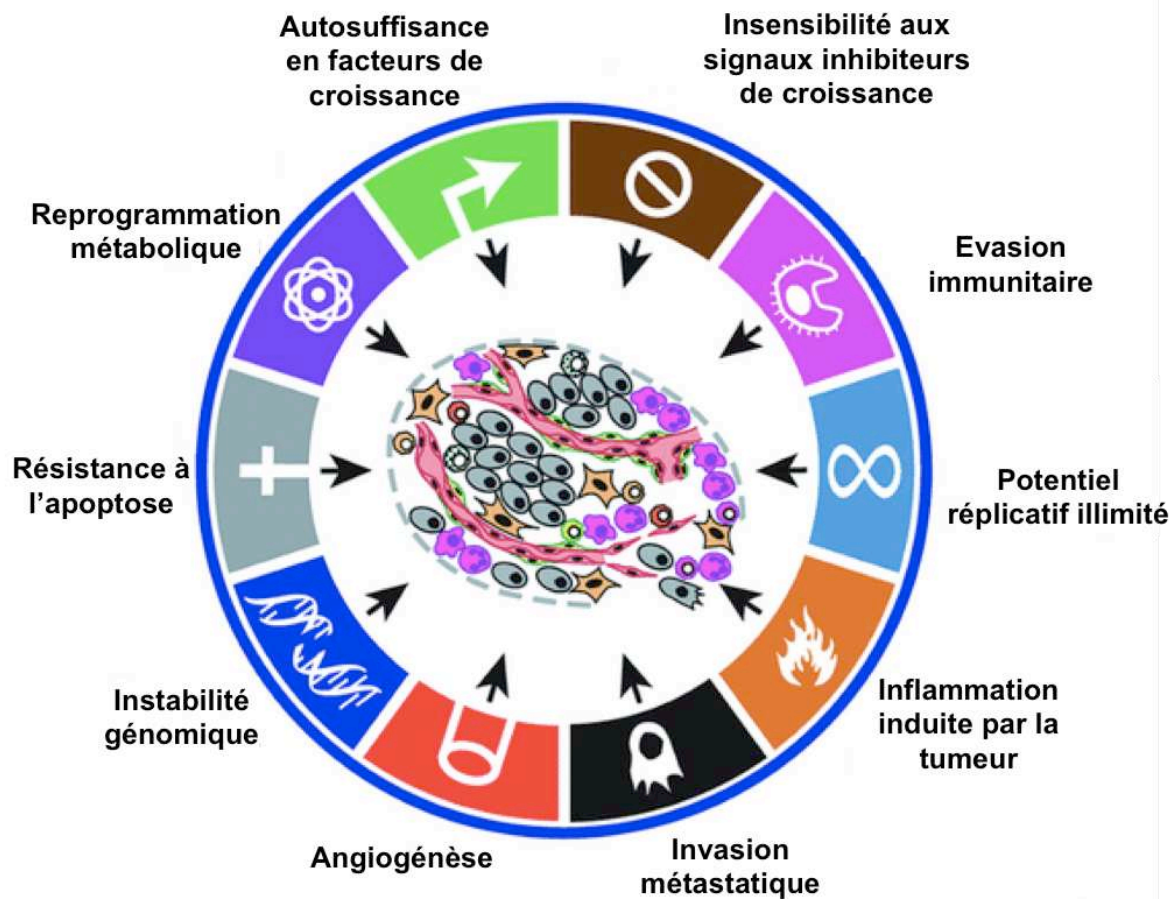 Autosuffisance
en facteurs de
croissance
Insensibilité aux
signaux inhibiteurs
de croissance
Reprogrammation
métabolique
Evasion
immunitaire
Résistance à
l'apoptose
Potentiel
réplicatif illimité
Instabilité
génomique
Inflammation
induite par la
tumeur
Angiogénèse
Invasion
métastatique